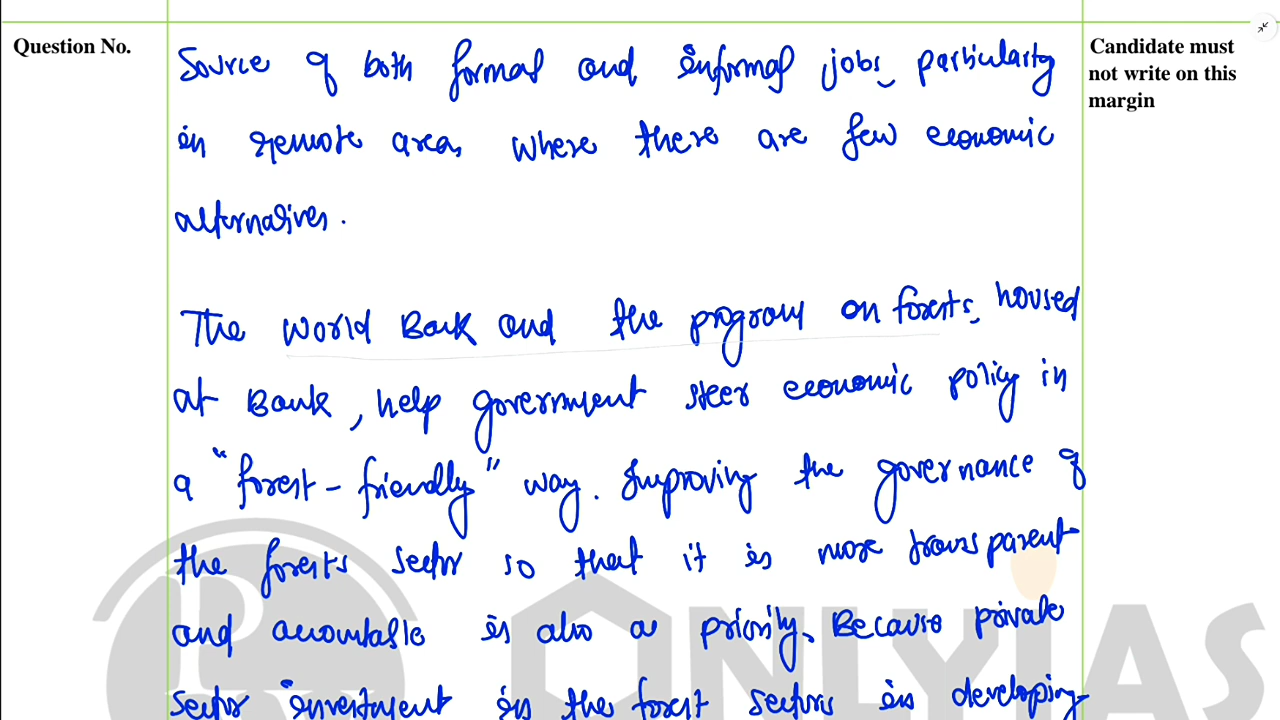 Question No.
Candidate must
not write on this
margin
Source of both formal and informal jobs, particularly
in remote areas, where there are few economic
alternatives.
The World Bank and the program on forests, housed
at Bank, help government steer economic policy in
a "forest-friendly" way. Improving the governance of
the forests sector so that it is more transparent
and accountable is also a priority. Because private
sector investment in the forest sectors in developing
ONLYIAS